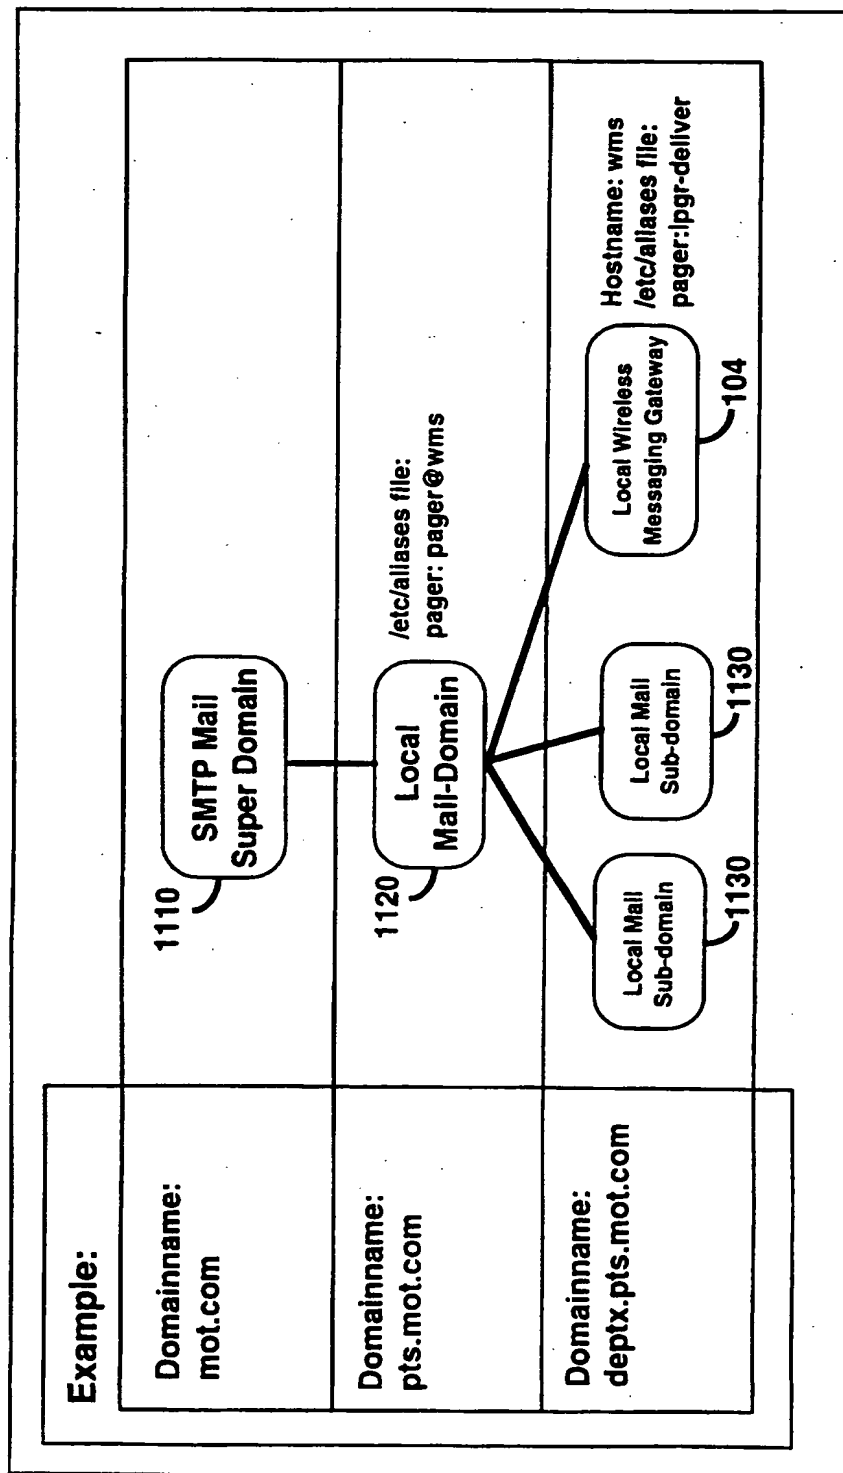 Example:
Domainname:
mot.com
1110
SMTP Mail
Super Domain
Domainname:
pts.mot.com
1120
Local
Mail-Domain
/etc/aliases file:
pager: pager@wms
Domainname:
deptx.pts.mot.com
Local Mail
Sub-domain
1130
Local Mail
Sub-domain
1130
Local Wireless
Messaging Gateway
104
Hostname: wms
/etc/aliases file:
pager:lpgr-deliver